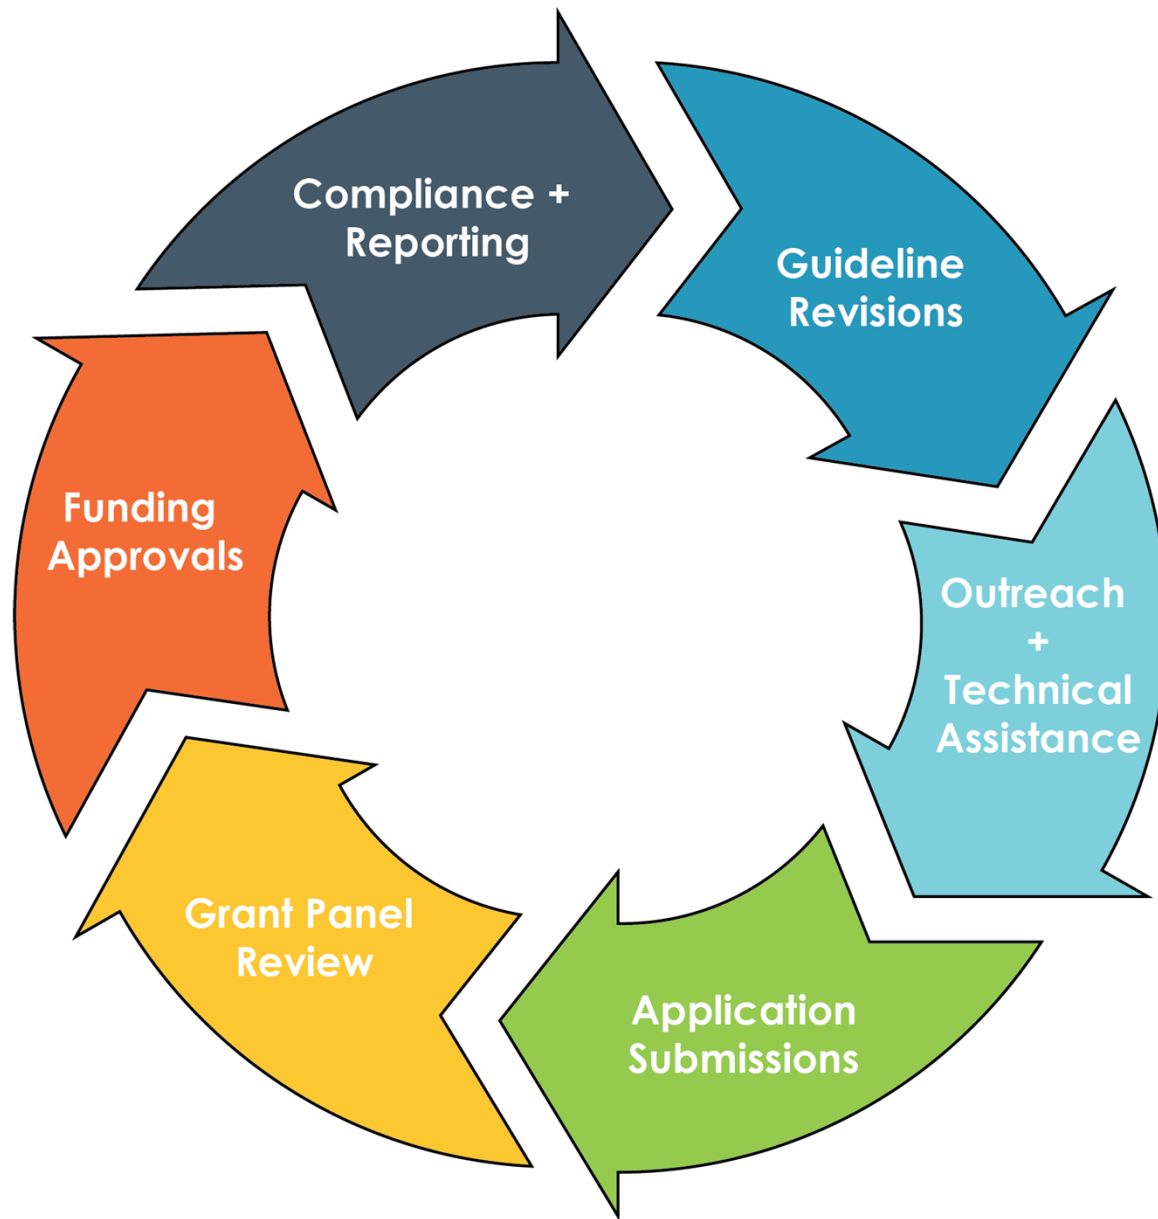 Compliance +
Reporting
Guideline
Revisions
Outreach
+
Technical
Assistance
Application
Submissions
Grant Panel
Review
Funding
Approvals